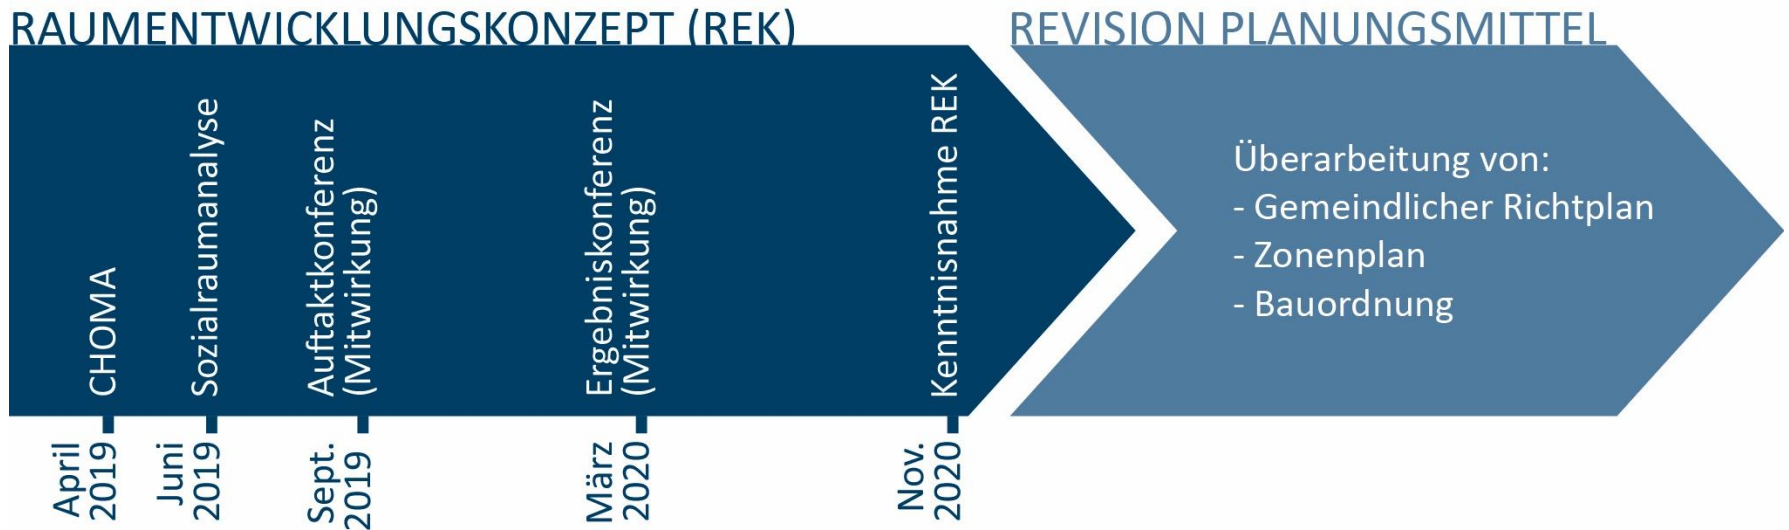 RAUMENTWICKLUNGSKONZEPT (REK)
CHOMA
Sozialraumanalyse
Auftaktkonferenz
(Mitwirkung)
Ergebniskonferenz
(Mitwirkung)
Kenntnisnahme REK
April
2019
Juni
2019
Sept.
2019
März
2020
Nov.
2020
REVISION PLANUNGSMITTEL
Überarbeitung von:
- Gemeindlicher Richtplan
- Zonenplan
- Bauordnung